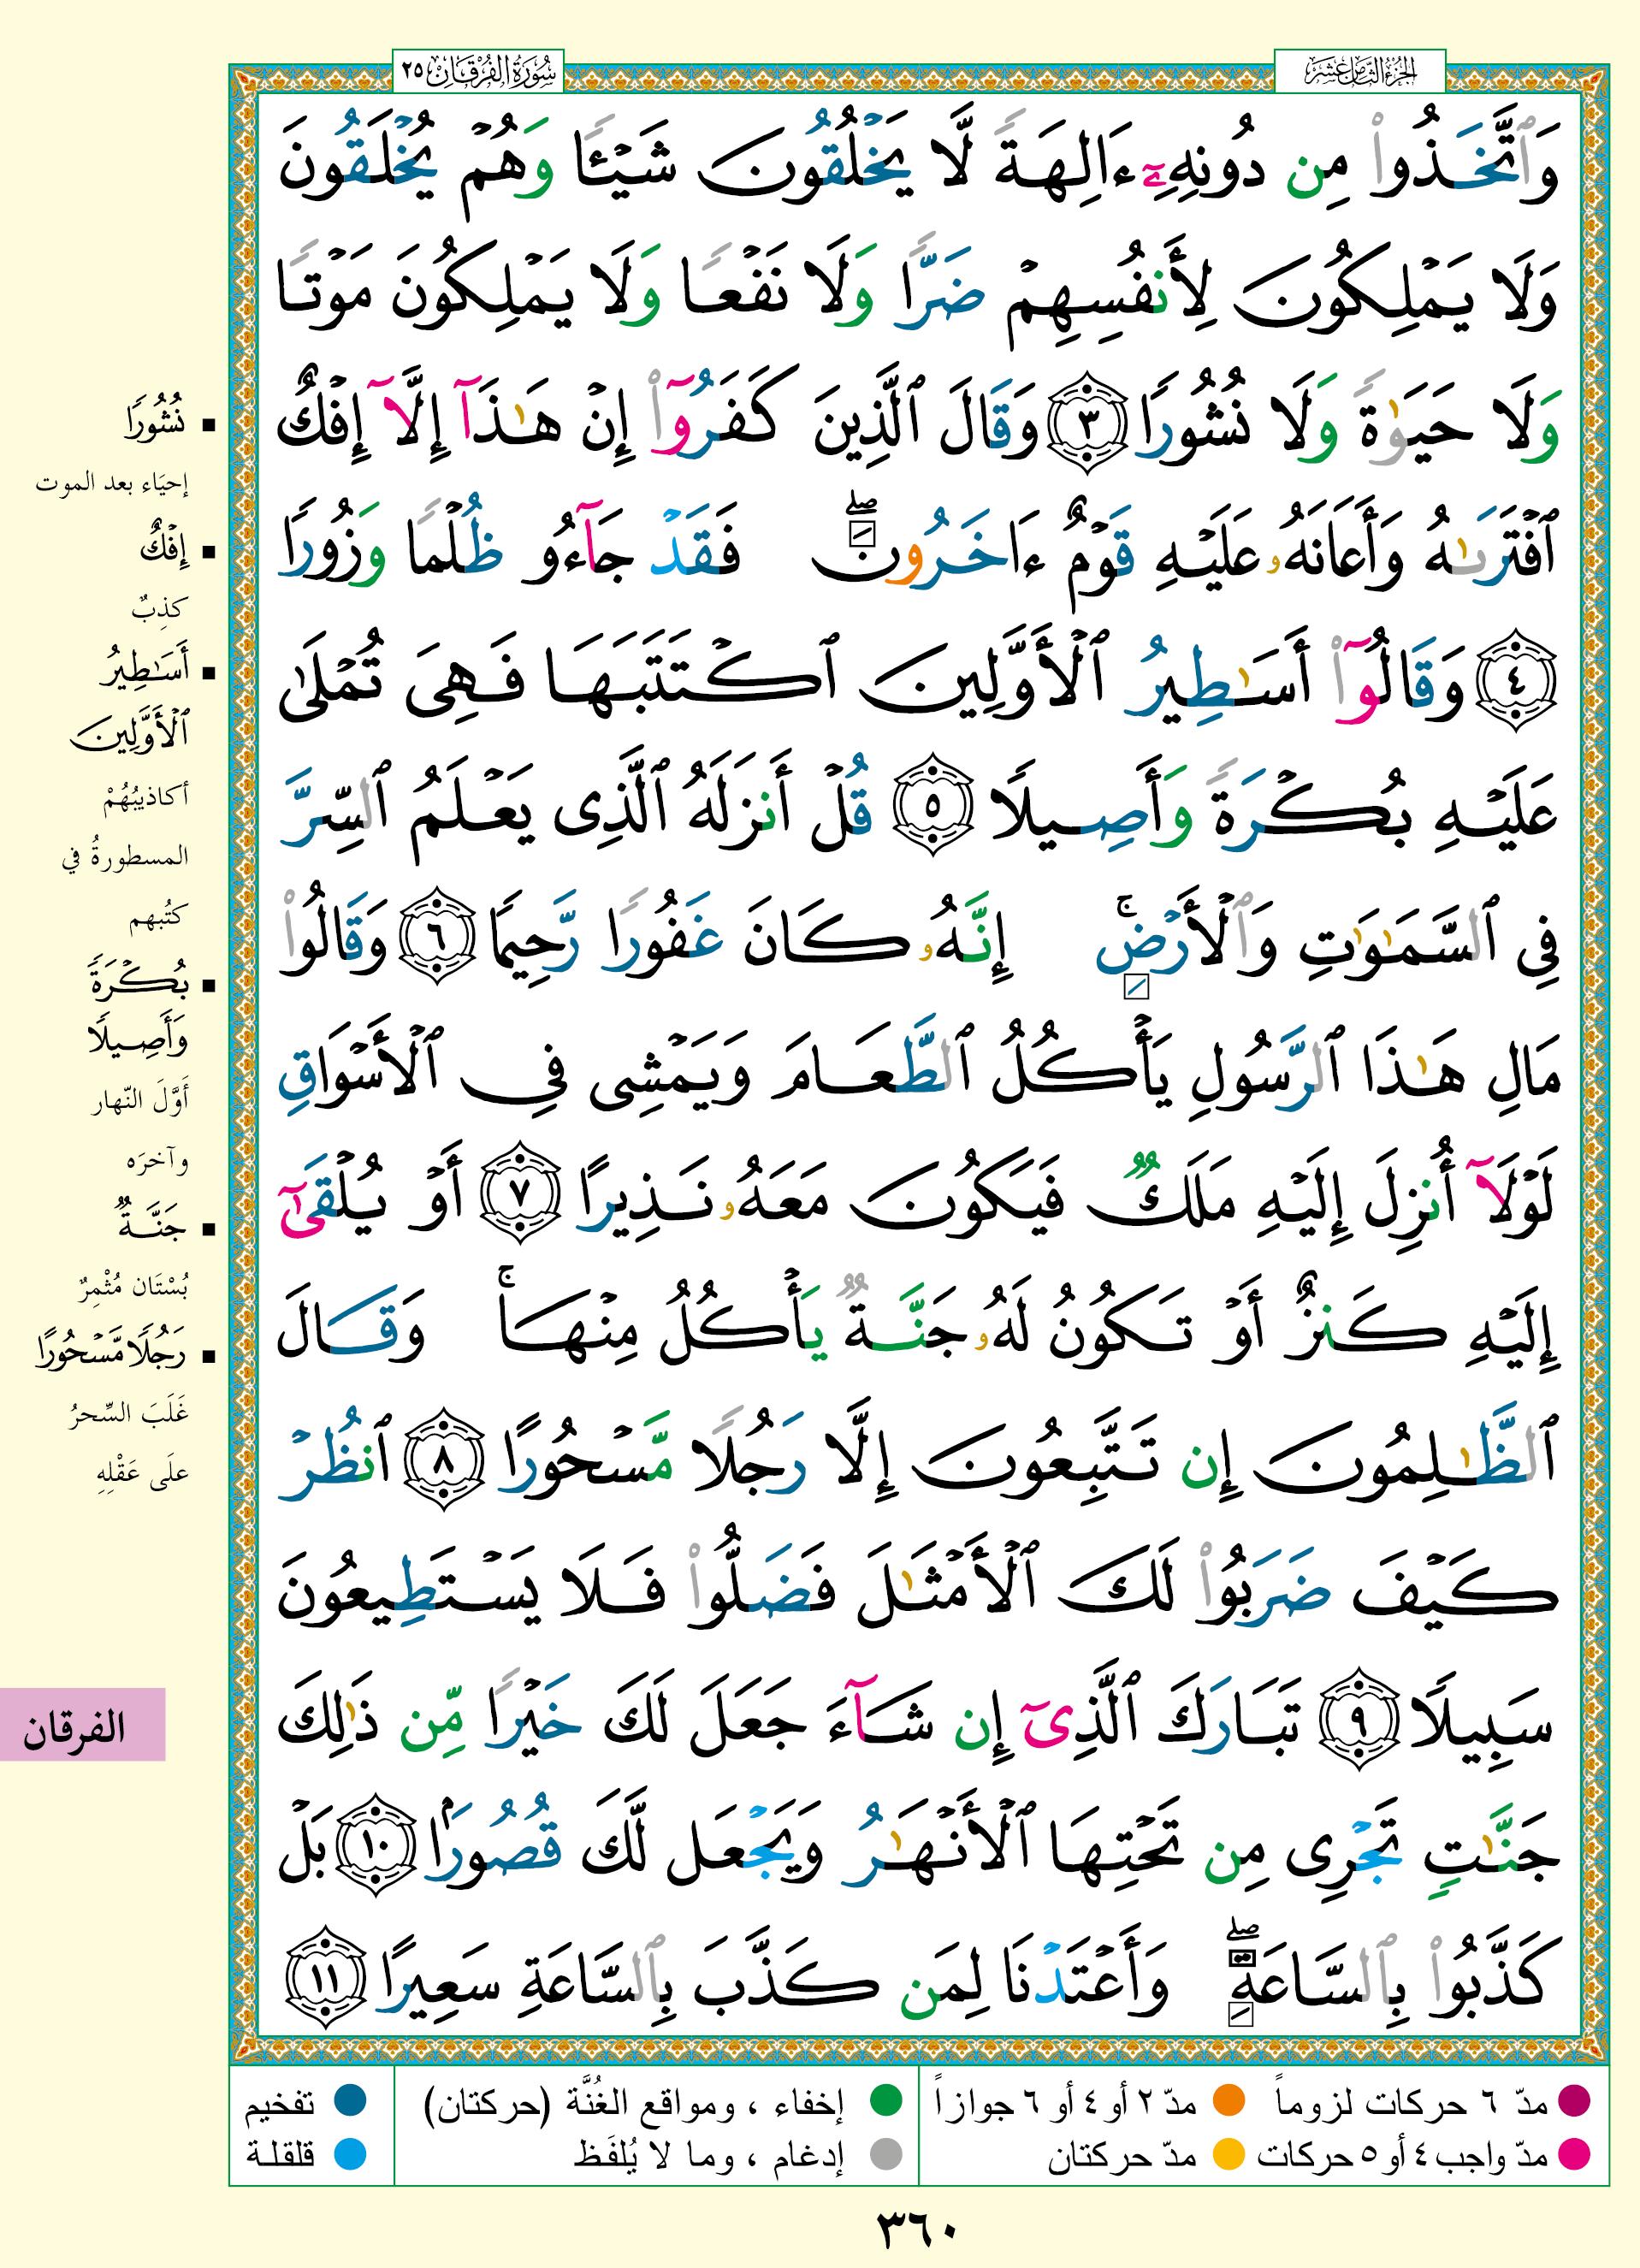 الجزء الثامن عشر
سورة الفرقان ٢٥
وَٱتَّخَذُوا۟ مِن دُونِهِۦٓ ءَالِهَةً لَّا يَخْلُقُونَ شَيْـًٔا وَهُمْ يُخْلَقُونَ
وَلَا يَمْلِكُونَ لِأَنفُسِهِمْ ضَرًّا وَلَا نَفْعًا وَلَا يَمْلِكُونَ مَوْتًا
وَلَا حَيَوٰةً وَلَا نُشُورًا ٣ وَقَالَ ٱلَّذِينَ كَفَرُوٓا۟ إِنْ هَـٰذَآ إِلَّآ إِفْكٌ
ٱفْتَرَىٰهُ وَأَعَانَهُۥ عَلَيْهِ قَوْمٌ ءَاخَرُونَ ۖ فَقَدْ جَآءُو ظُلْمًا وَزُورًا
٤ وَقَالُوٓا۟ أَسَـٰطِيرُ ٱلْأَوَّلِينَ ٱكْتَتَبَهَا فَهِىَ تُمْلَىٰ
عَلَيْهِ بُكْرَةً وَأَصِيلًا ٥ قُلْ أَنزَلَهُ ٱلَّذِى يَعْلَمُ ٱلسِّرَّ
فِى ٱلسَّمَـٰوَٰتِ وَٱلْأَرْضِ ۚ إِنَّهُۥ كَانَ غَفُورًا رَّحِيمًا ٦ وَقَالُوا۟
مَالِ هَـٰذَا ٱلرَّسُولِ يَأْكُلُ ٱلطَّعَامَ وَيَمْشِى فِى ٱلْأَسْوَاقِ
لَوْلَآ أُنزِلَ إِلَيْهِ مَلَكٌ فَيَكُونَ مَعَهُۥ نَذِيرًا ٧ أَوْ يُلْقَىٰٓ
إِلَيْهِ كَنزٌ أَوْ تَكُونُ لَهُۥ جَنَّةٌ يَأْكُلُ مِنْهَا ۚ وَقَالَ
ٱلظَّـٰلِمُونَ إِن تَتَّبِعُونَ إِلَّا رَجُلًا مَّسْحُورًا ٨ ٱنظُرْ
كَيْفَ ضَرَبُوا۟ لَكَ ٱلْأَمْثَـٰلَ فَضَلُّوا۟ فَلَا يَسْتَطِيعُونَ
سَبِيلًا ٩ تَبَارَكَ ٱلَّذِىٓ إِن شَآءَ جَعَلَ لَكَ خَيْرًا مِّن ذَٰلِكَ
جَنَّـٰتٍ تَجْرِى مِن تَحْتِهَا ٱلْأَنْهَـٰرُ وَيَجْعَل لَّكَ قُصُورًۢا ١٠ بَلْ
كَذَّبُوا۟ بِٱلسَّاعَةِ ۖ وَأَعْتَدْنَا لِمَن كَذَّبَ بِٱلسَّاعَةِ سَعِيرًا ١١
▪ نُشُورًا
إحيَاء بعد الموت
▪ إِفْكٌ
كذِبٌ
▪ أَسَـٰطِيرُ
ٱلْأَوَّلِينَ
أكاذيبُهُمْ
المسطورةُ في
كتُبهم
▪ بُكْرَةً
وَأَصِيلًا
أوَّلَ النّهار
وآخرَه
▪ جَنَّةٌ
بُسْتَان مُثْمِرٌ
▪ رَجُلًا مَّسْحُورًا
غَلَبَ السِّحرُ
علَى عَقْلِهِ
الفرقان
مدّ ٦ حركات لزوماً مدّ ٢ أو ٤ أو ٦ جوازاً إخفاء ، ومواقع الغُنَّة (حركتان) تفخيم
مدّ واجب ٤ أو ٥ حركات مدّ حركتان إدغام ، وما لا يُلفَظ قلقلة
٣٦٠